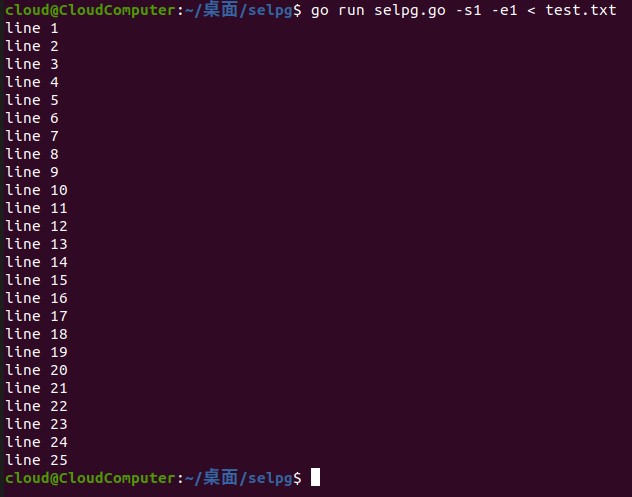 cloud@CloudComputer:~/桌面/selpg$ go run selpg.go -s1 -e1 < test.txt
line 1
line 2
line 3
line 4
line 5
line 6
line 7
line 8
line 9
line 10
line 11
line 12
line 13
line 14
line 15
line 16
line 17
line 18
line 19
line 20
line 21
line 22
line 23
line 24
line 25
cloud@CloudComputer:~/桌面/selpg$